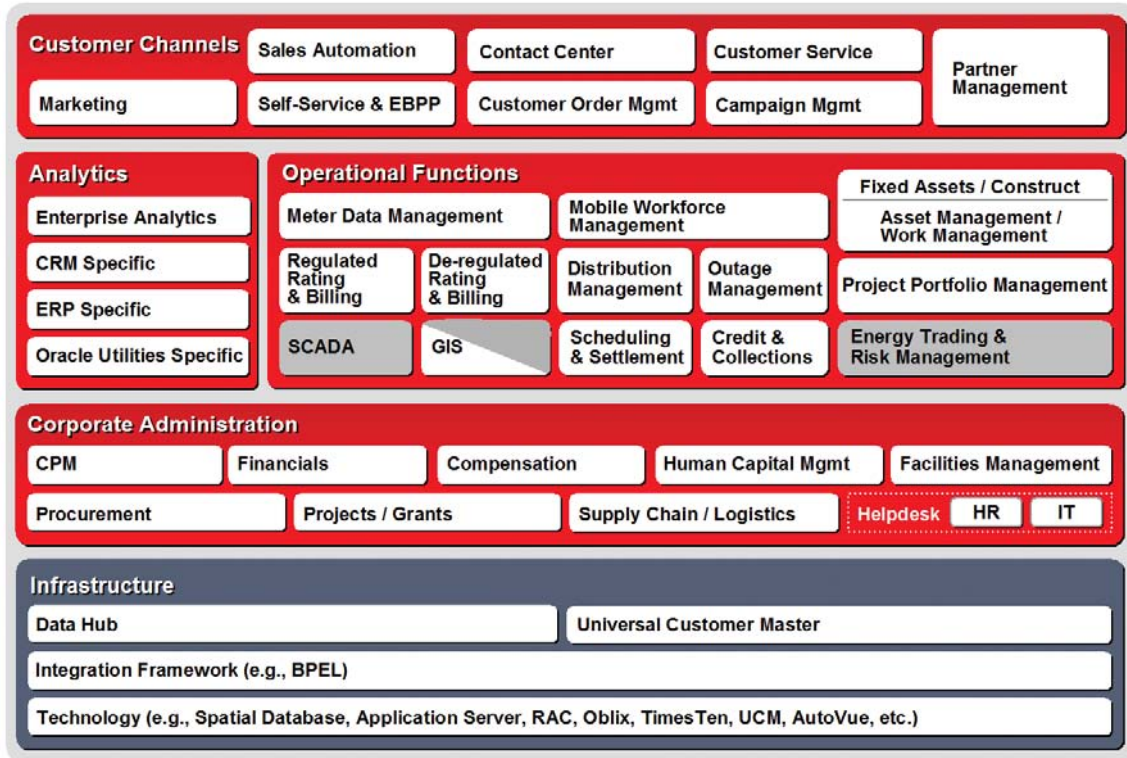 Customer Channels
Sales Automation
Contact Center
Customer Service
Partner
Management
Marketing
Self-Service & EBPP
Customer Order Mgmt
Campaign Mgmt
Analytics
Enterprise Analytics
CRM Specific
ERP Specific
Oracle Utilities Specific
Operational Functions
Meter Data Management
Mobile Workforce
Management
Fixed Assets / Construct
Asset Management /
Work Management
Regulated
Rating
& Billing
De-regulated
Rating
& Billing
Distribution
Management
Outage
Management
Project Portfolio Management
SCADA
GIS
Scheduling
& Settlement
Credit &
Collections
Energy Trading &
Risk Management
Corporate Administration
CPM
Financials
Compensation
Human Capital Mgmt
Facilities Management
Procurement
Projects / Grants
Supply Chain / Logistics
Helpdesk
HR
IT
Infrastructure
Data Hub
Universal Customer Master
Integration Framework (e.g., BPEL)
Technology (e.g., Spatial Database, Application Server, RAC, Oblix, TimesTen, UCM, AutoVue, etc.)